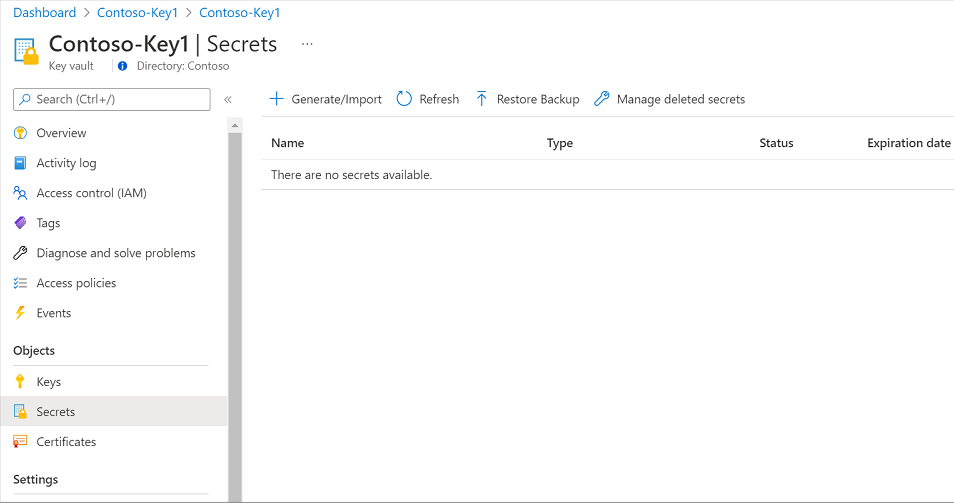 Dashboard > Contoso-Key1 > Contoso-Key1
Contoso-Key1 | Secrets ...
Key vault | Directory: Contoso
Search (Ctrl+/) «
Overview
Activity log
Access control (IAM)
Tags
Diagnose and solve problems
Access policies
Events
Objects
Keys
Secrets
Certificates
Settings
Generate/Import Refresh Restore Backup Manage deleted secrets
Name Type Status Expiration date
There are no secrets available.